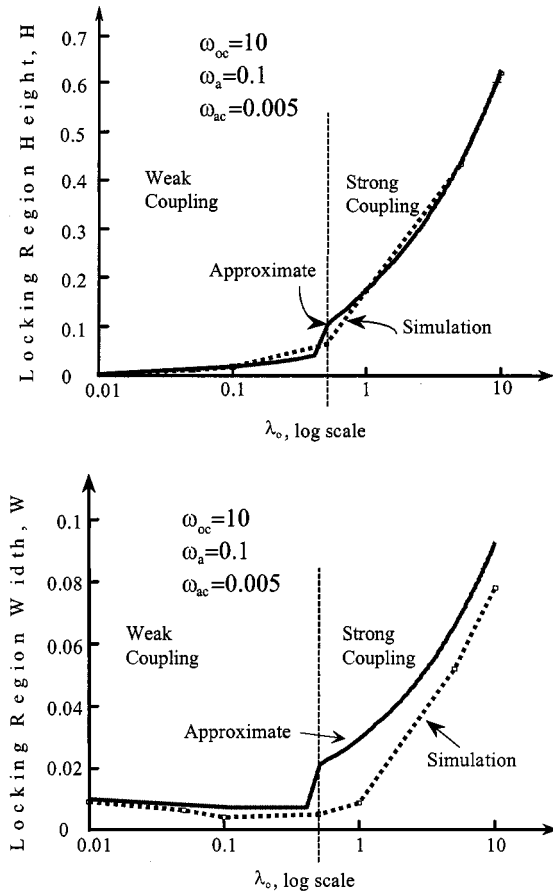 Locking Region Height, H
0.7
0.6
0.5
0.4
0.3
0.2
0.1
0
ω_oc=10
ω_a=0.1
ω_ac=0.005
Weak
Coupling
Strong
Coupling
Approximate
Simulation
0.01
0.1
1
10
λ_o, log scale
Locking Region Width, W
0.1
0.08
0.06
0.04
0.02
0
ω_oc=10
ω_a=0.1
ω_ac=0.005
Weak
Coupling
Strong
Coupling
Approximate
Simulation
0.01
0.1
1
10
λ_o, log scale